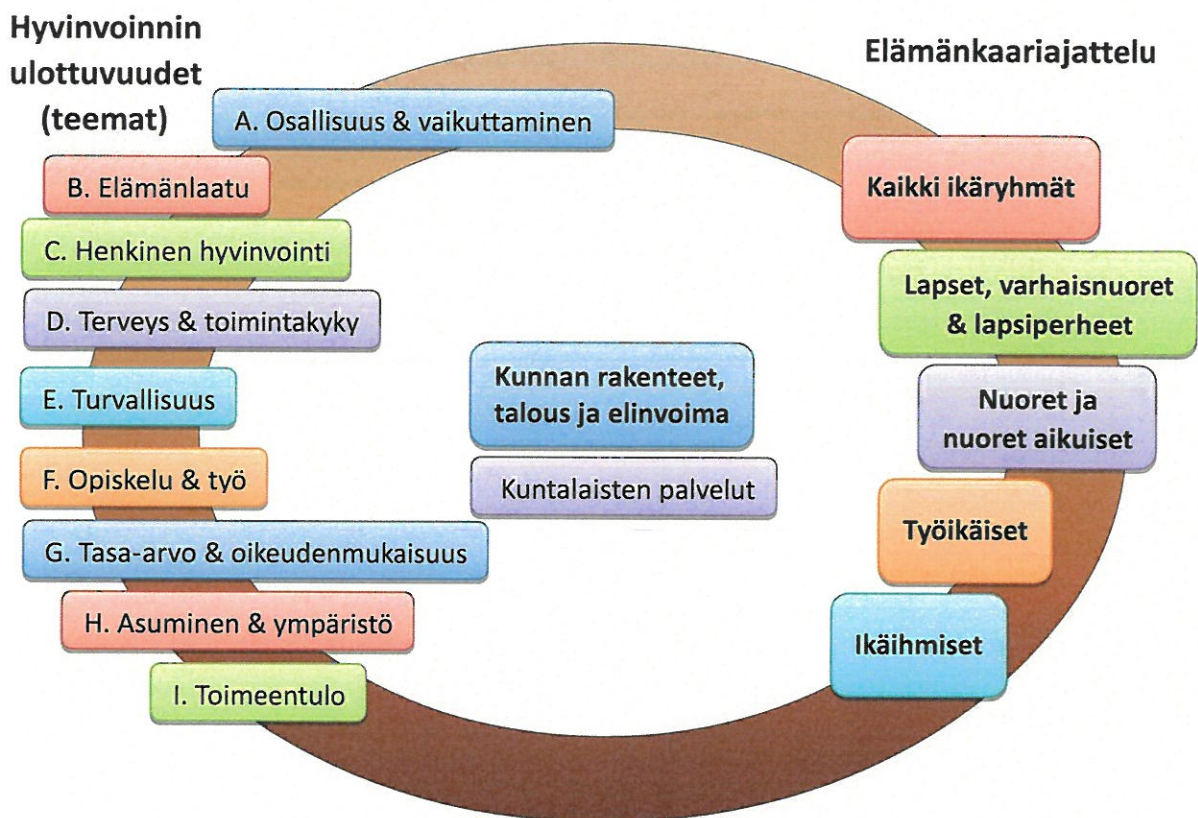 Hyvinvoinnin
ulottuvuudet
(teemat)
A. Osallisuus & vaikuttaminen
B. Elämänlaatu
C. Henkinen hyvinvointi
D. Terveys & toimintakyky
E. Turvallisuus
F. Opiskelu & työ
G. Tasa-arvo & oikeudenmukaisuus
H. Asuminen & ympäristö
I. Toimeentulo
Kunnan rakenteet,
talous ja elinvoima
Kuntalaisten palvelut
Elämänkaariajattelu
Kaikki ikäryhmät
Lapset, varhaisnuoret
& lapsiperheet
Nuoret ja
nuoret aikuiset
Työikäiset
Ikäihmiset